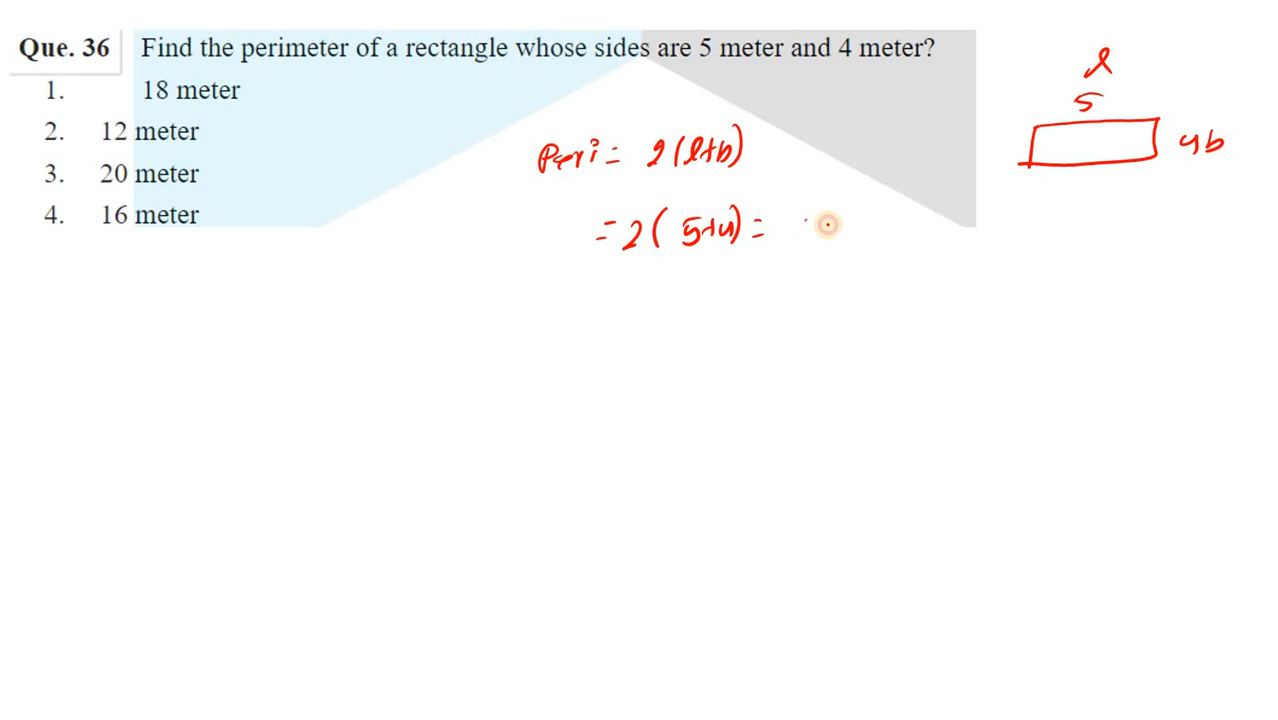 Que. 36 Find the perimeter of a rectangle whose sides are 5 meter and 4 meter?
1. 18 meter
2. 12 meter
3. 20 meter
4. 16 meter
l
5
4 b
Peri = 2(l+b)
= 2(5+4) =